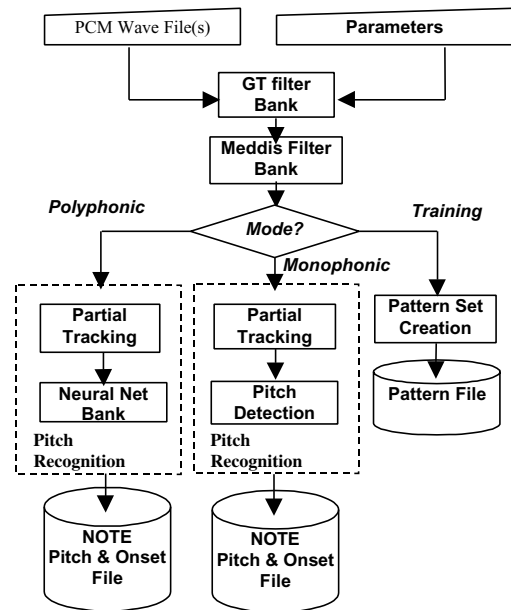 PCM Wave File(s)
Parameters
GT filter
Bank
Meddis Filter
Bank
Polyphonic
Mode?
Training
Monophonic
Partial
Tracking
Neural Net
Bank
Pitch
Recognition
Partial
Tracking
Pitch
Detection
Pitch
Recognition
Pattern Set
Creation
Pattern File
NOTE
Pitch & Onset
File
NOTE
Pitch & Onset
File